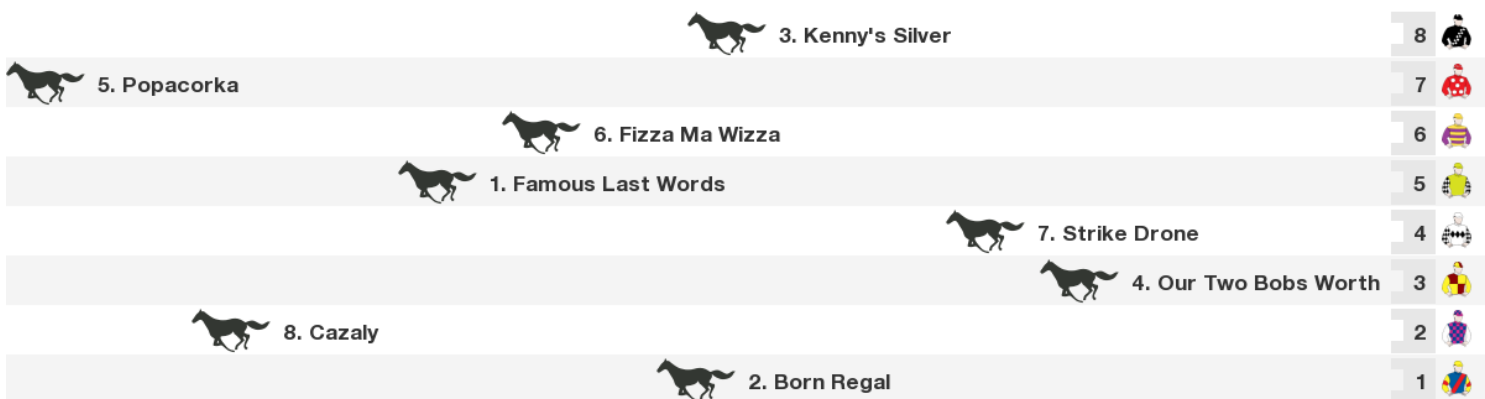 3. Kenny's Silver 8
5. Popacorka 7
6. Fizza Ma Wizza 6
1. Famous Last Words 5
7. Strike Drone 4
4. Our Two Bobs Worth 3
8. Cazaly 2
2. Born Regal 1